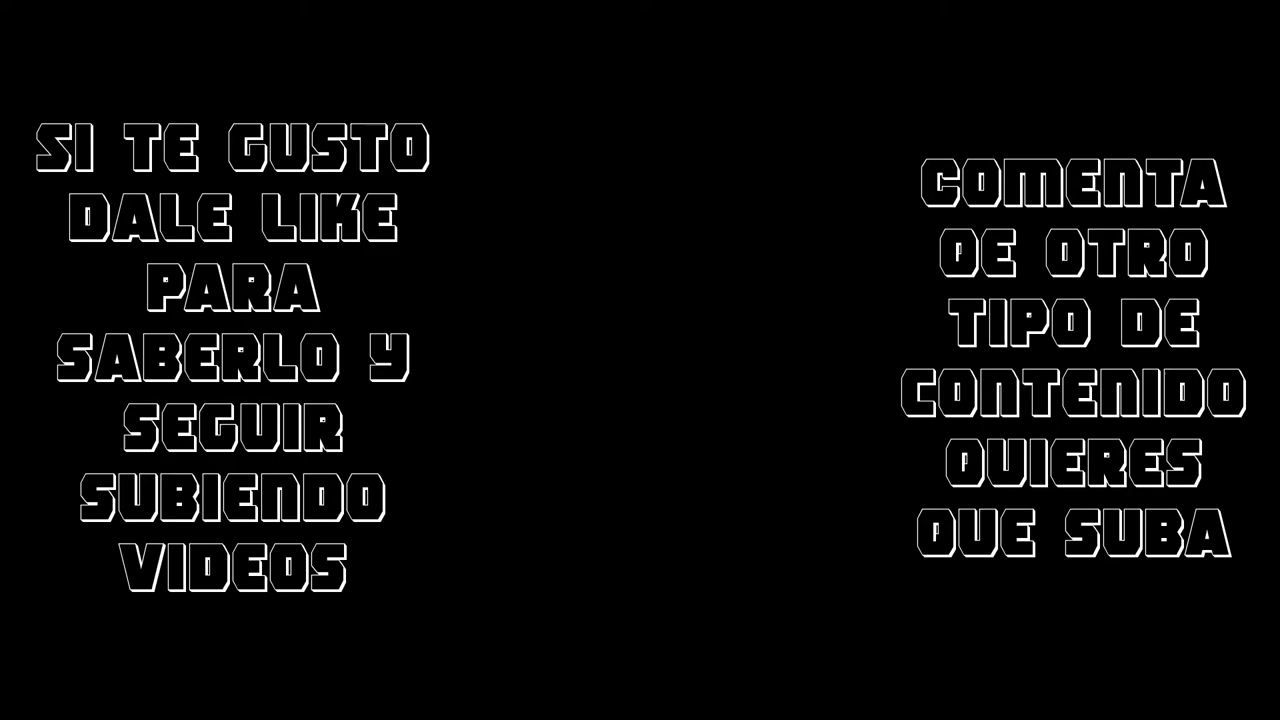 SI TE GUSTO
DALE LIKE
PARA
SABERLO Y
SEGUIR
SUBIENDO
VIDEOS
COMENTA
DE OTRO
TIPO DE
CONTENIDO
QUIERES
QUE SUBA